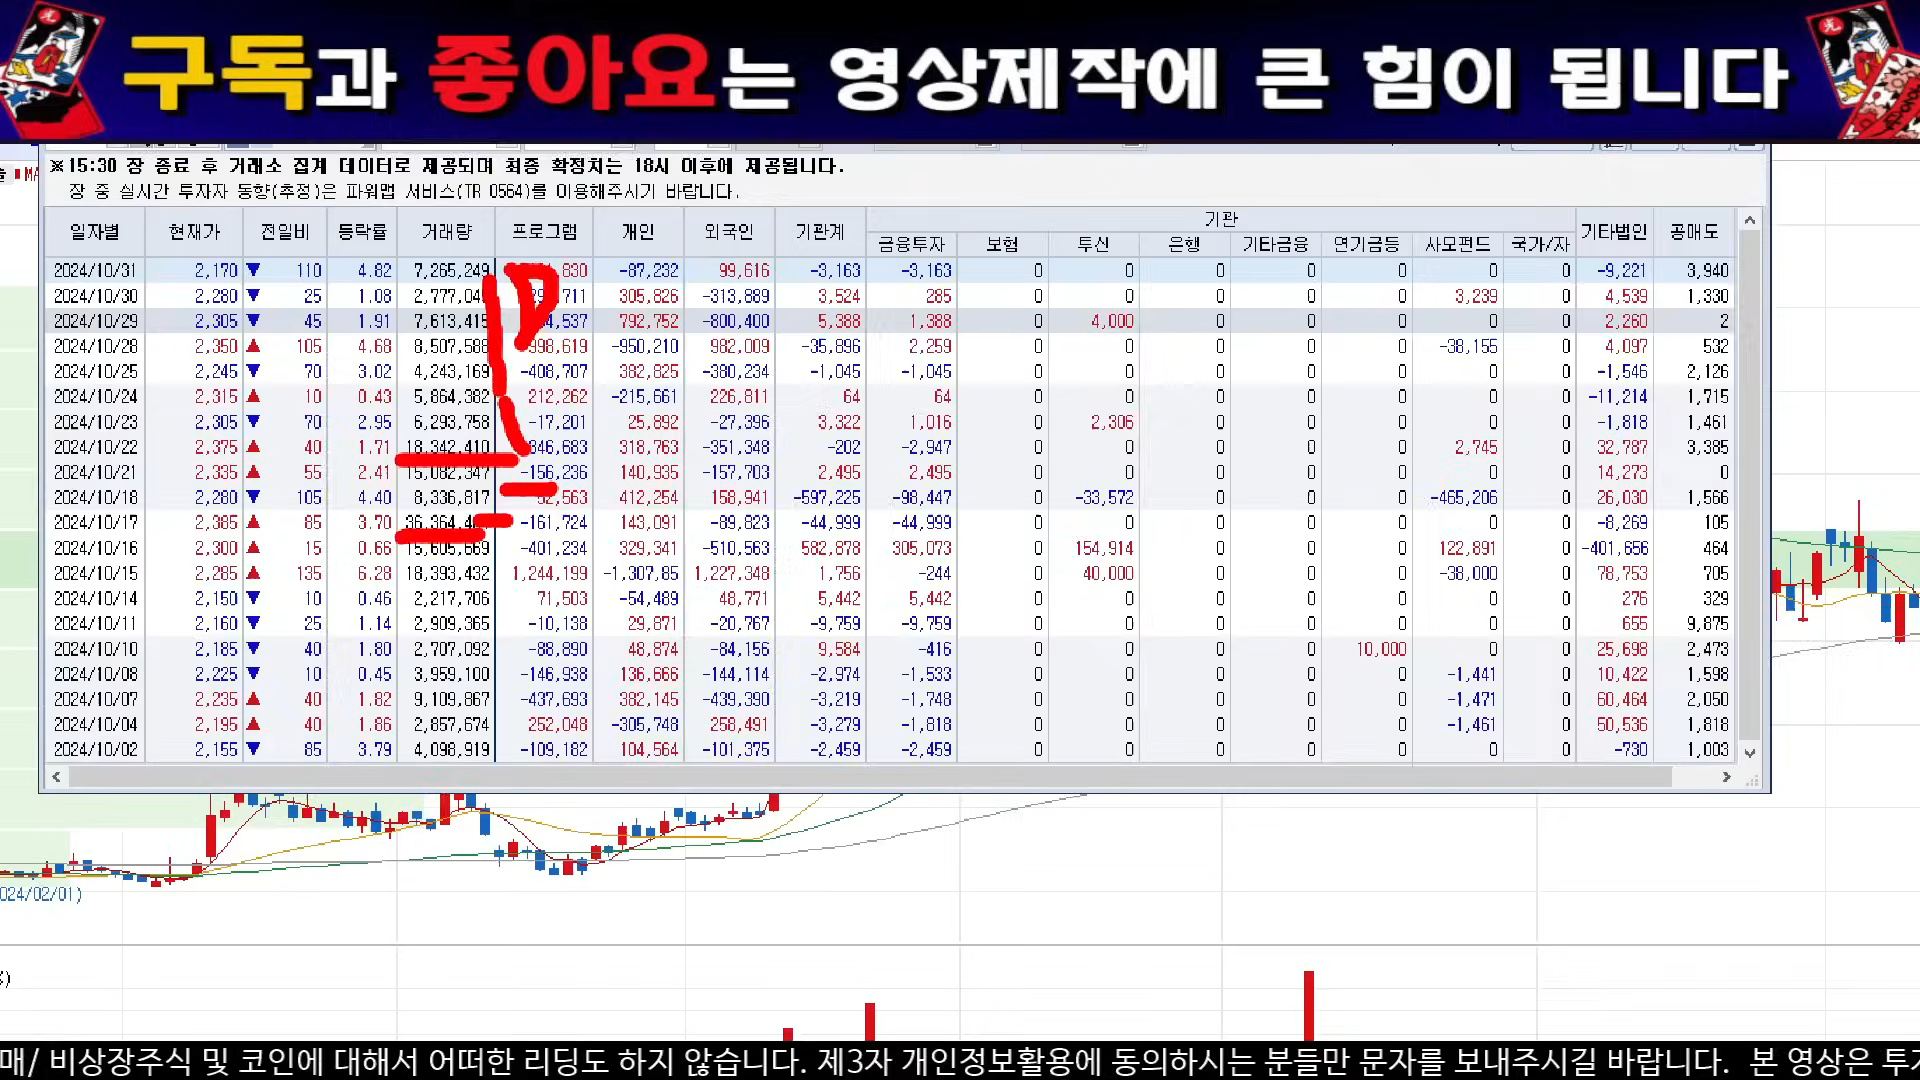 구독과 좋아요는 영상제작에 큰 힘이 됩니다
※15:30 장 종료 후 거래소 집계 데이터로 제공되며 최종 확정치는 18시 이후에 제공됩니다.
장 중 실시간 투자자 동향(추정)은 파워맵 서비스(TR 0564)를 이용해주시기 바랍니다.
일자별 현재가 전일비 등락률 거래량 프로그램 개인 외국인 기관계 기관 기타법인 공매도
금융투자 보험 투신 은행 기타금융 연기금등 사모펀드 국가/자
2024/10/31 2,170 ▼ 110 4.82 7,265,249 830 -87,232 99,616 -3,163 -3,163 0 0 0 0 0 0 0 -9,221 3,940
2024/10/30 2,280 ▼ 25 1.08 711 305,826 -313,889 3,524 285 0 0 0 0 0 3,239 0 4,539 1,330
2024/10/29 2,305 ▼ 45 1.91 7,613,415 792,752 -800,400 5,388 1,388 0 4,000 0 0 0 0 0 2,260 2
2024/10/28 2,350 ▲ 105 4.68 8,507,588 998,619 -950,210 982,009 -35,896 2,259 0 0 0 0 0 -38,155 0 4,097 532
2024/10/25 2,245 ▼ 70 3.02 4,243,169 -408,707 382,825 -380,234 -1,045 -1,045 0 0 0 0 0 0 0 -1,546 2,126
2024/10/24 2,315 ▲ 10 0.43 5,864,382 212,262 -215,661 226,811 64 64 0 0 0 0 0 0 0 -11,214 1,715
2024/10/23 2,305 ▼ 70 2.95 6,293,758 -17,201 25,892 -27,396 3,322 1,016 0 2,306 0 0 0 0 0 -1,818 1,461
2024/10/22 2,375 ▲ 40 1.71 18,342,410 -346,683 318,763 -351,348 -202 -2,947 0 0 0 0 0 2,745 0 32,787 3,385
2024/10/21 2,335 ▲ 55 2.41 15,082,347 -156,236 140,935 -157,703 2,495 2,495 0 0 0 0 0 0 0 14,273 0
2024/10/18 2,280 ▼ 105 4.40 8,336,817 412,254 158,941 -597,225 -98,447 0 -33,572 0 0 0 -465,206 0 26,030 1,566
2024/10/17 2,385 ▲ 85 3.70 -161,724 143,091 -89,823 -44,999 -44,999 0 0 0 0 0 0 0 -8,269 105
2024/10/16 2,300 ▲ 15 0.66 15,605,669 -401,234 329,341 -510,563 582,878 305,073 0 154,914 0 0 0 122,891 0 -401,656 464
2024/10/15 2,285 ▲ 135 6.28 18,393,432 1,244,199 -1,307,85 1,227,348 1,756 -244 0 40,000 0 0 0 -38,000 0 78,753 705
2024/10/14 2,150 ▼ 10 0.46 2,217,706 71,503 -54,489 48,771 5,442 5,442 0 0 0 0 0 0 0 276 329
2024/10/11 2,160 ▼ 25 1.14 2,909,365 -10,138 29,871 -20,767 -9,759 -9,759 0 0 0 0 0 0 0 655 9,875
2024/10/10 2,185 ▼ 40 1.80 2,707,092 -88,890 48,874 -84,156 9,584 -416 0 0 0 0 10,000 0 0 25,698 2,473
2024/10/08 2,225 ▼ 10 0.45 3,959,100 -146,938 136,666 -144,114 -2,974 -1,533 0 0 0 0 0 -1,441 0 10,422 1,598
2024/10/07 2,235 ▲ 40 1.82 9,109,867 -437,693 382,145 -439,390 -3,219 -1,748 0 0 0 0 0 -1,471 0 60,464 2,050
2024/10/04 2,195 ▲ 40 1.86 2,857,674 252,048 -305,748 258,491 -3,279 -1,818 0 0 0 0 0 -1,461 0 50,536 1,818
2024/10/02 2,155 ▼ 85 3.79 4,098,919 -109,182 104,564 -101,375 -2,459 -2,459 0 0 0 0 0 0 0 -730 1,003
024/02/01)
매/ 비상장주식 및 코인에 대해서 어떠한 리딩도 하지 않습니다. 제3자 개인정보활용에 동의하시는 분들만 문자를 보내주시길 바랍니다. 본 영상은 투